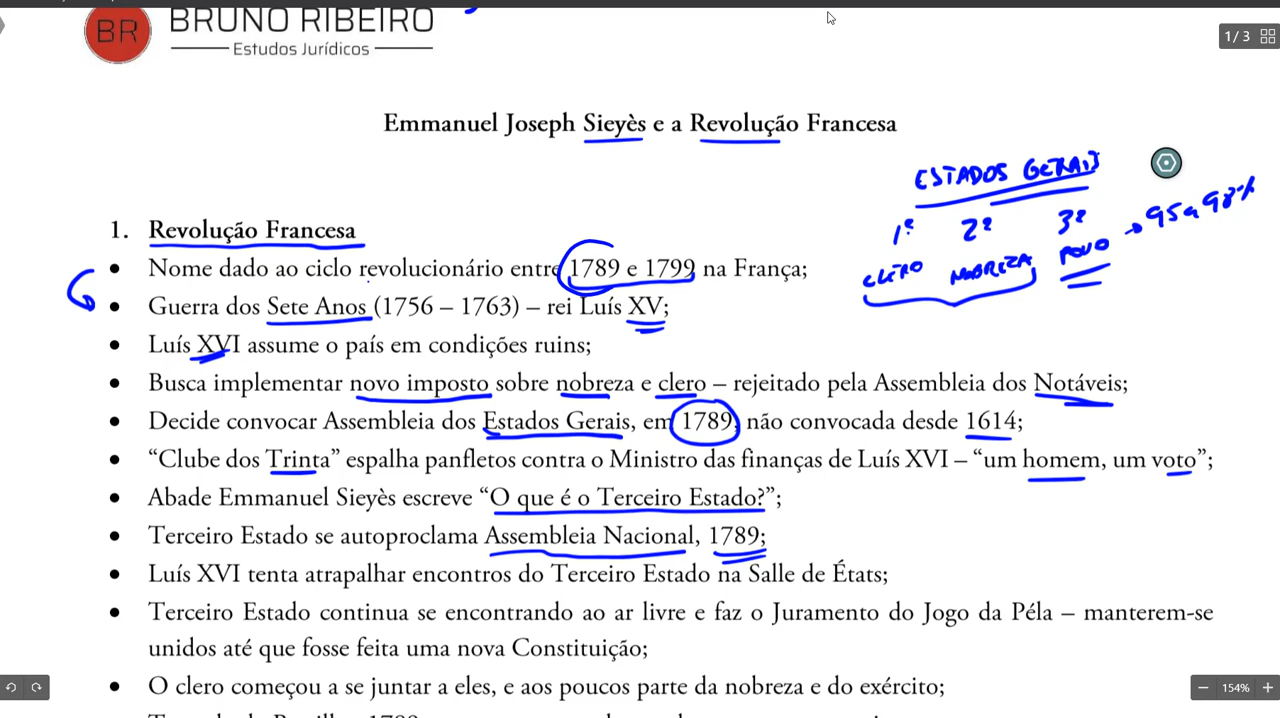 BR
BRUNO RIBEIRO
Estudos Jurídicos
1 / 3
Emmanuel Joseph Sieyès e a Revolução Francesa
ESTADOS GERAIS
1º 2º 3º
CLERO NOBREZA POVO → 95 a 98%
1. Revolução Francesa
• Nome dado ao ciclo revolucionário entre 1789 e 1799 na França;
• Guerra dos Sete Anos (1756 – 1763) – rei Luís XV;
• Luís XVI assume o país em condições ruins;
• Busca implementar novo imposto sobre nobreza e clero – rejeitado pela Assembleia dos Notáveis;
• Decide convocar Assembleia dos Estados Gerais, em 1789, não convocada desde 1614;
• “Clube dos Trinta” espalha panfletos contra o Ministro das finanças de Luís XVI – “um homem, um voto”;
• Abade Emmanuel Sieyès escreve “O que é o Terceiro Estado?”;
• Terceiro Estado se autoproclama Assembleia Nacional, 1789;
• Luís XVI tenta atrapalhar encontros do Terceiro Estado na Salle de États;
• Terceiro Estado continua se encontrando ao ar livre e faz o Juramento do Jogo da Péla – manterem-se
unidos até que fosse feita uma nova Constituição;
• O clero começou a se juntar a eles, e aos poucos parte da nobreza e do exército;
154%